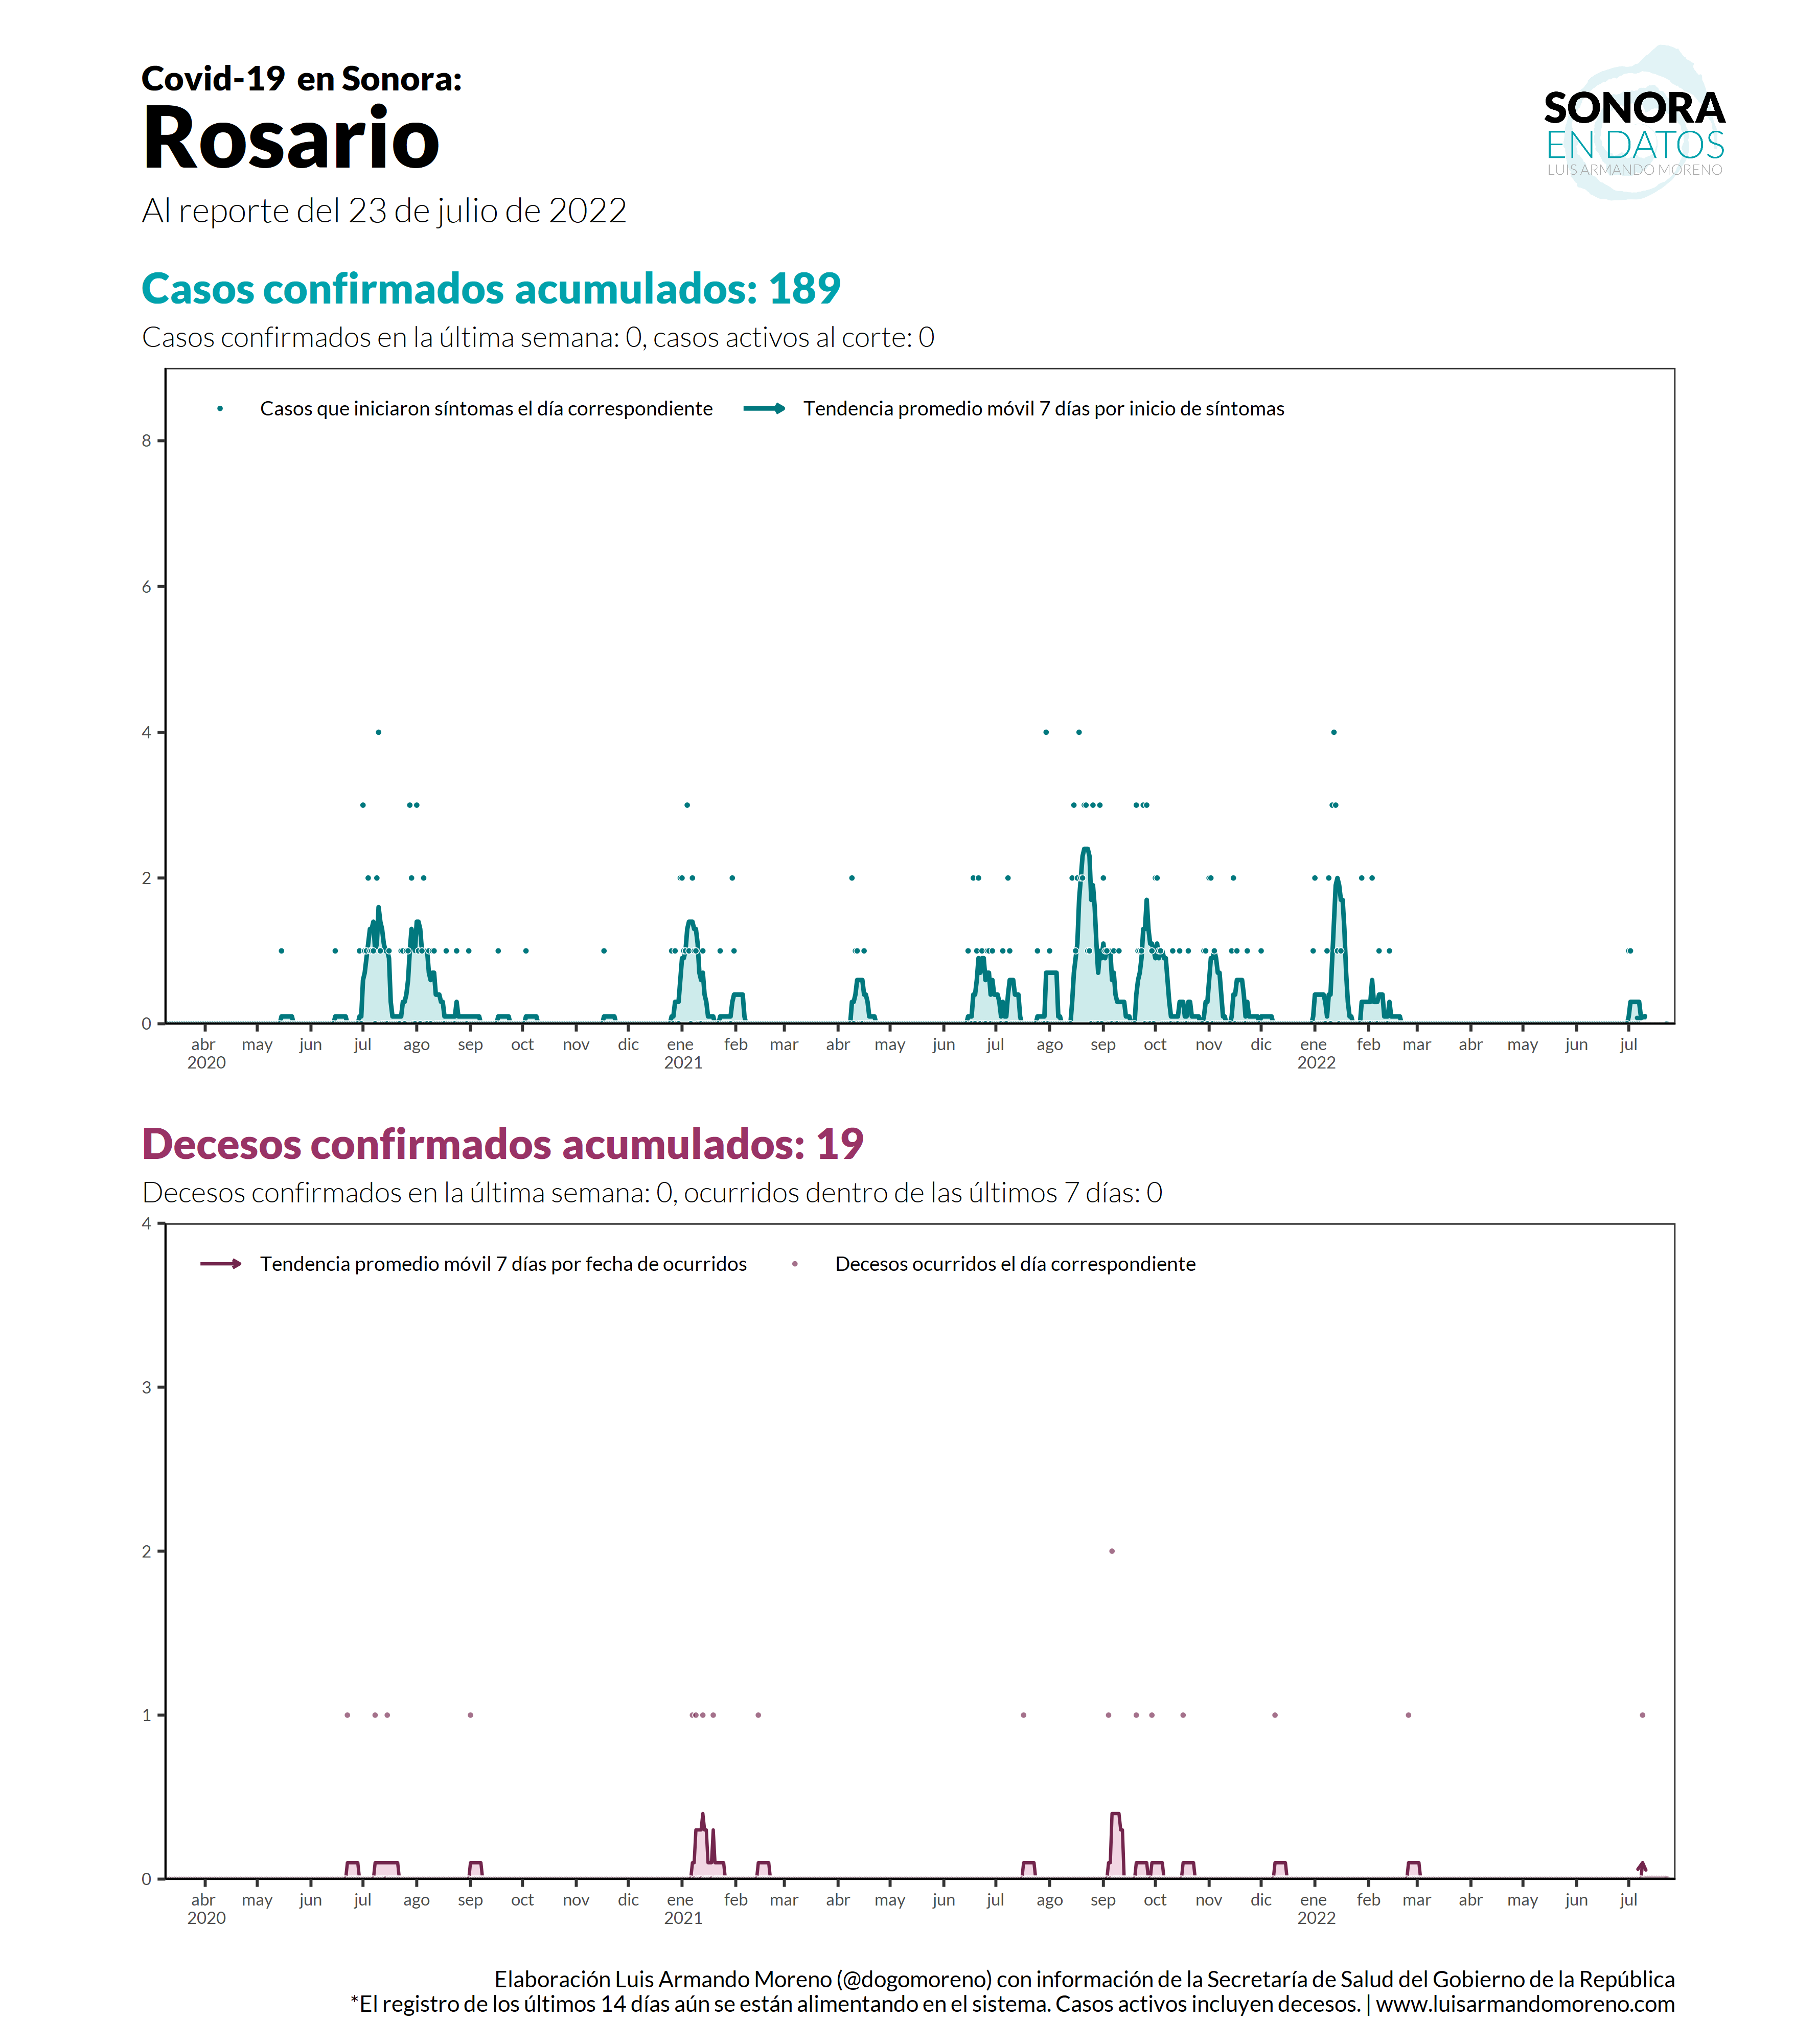 Covid-19 en Sonora:
Rosario
Al reporte del 23 de julio de 2022
SONORA
EN DATOS
LUIS ARMANDO MORENO
Casos confirmados acumulados: 189
Casos confirmados en la última semana: 0, casos activos al corte: 0
Casos que iniciaron síntomas el día correspondiente Tendencia promedio móvil 7 días por inicio de síntomas
8
6
4
2
0
abr may jun jul ago sep oct nov dic ene feb mar abr may jun jul ago sep oct nov dic ene feb mar abr may jun jul
2020 2021 2022
Decesos confirmados acumulados: 19
Decesos confirmados en la última semana: 0, ocurridos dentro de las últimos 7 días: 0
4
Tendencia promedio móvil 7 días por fecha de ocurridos Decesos ocurridos el día correspondiente
3
2
1
0
abr may jun jul ago sep oct nov dic ene feb mar abr may jun jul ago sep oct nov dic ene feb mar abr may jun jul
2020 2021 2022
Elaboración Luis Armando Moreno (@dogomoreno) con información de la Secretaría de Salud del Gobierno de la República
*El registro de los últimos 14 días aún se están alimentando en el sistema. Casos activos incluyen decesos. | www.luisarmandomoreno.com